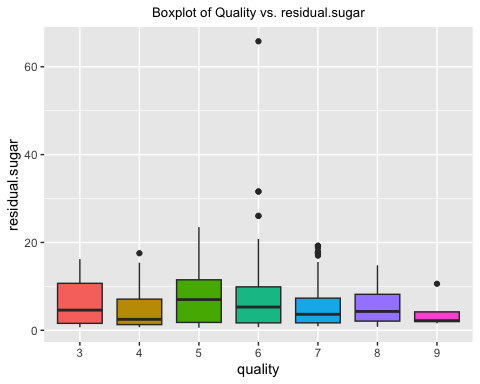 Boxplot of Quality vs. residual.sugar
60
40
20
0
residual.sugar
3 4 5 6 7 8 9
quality